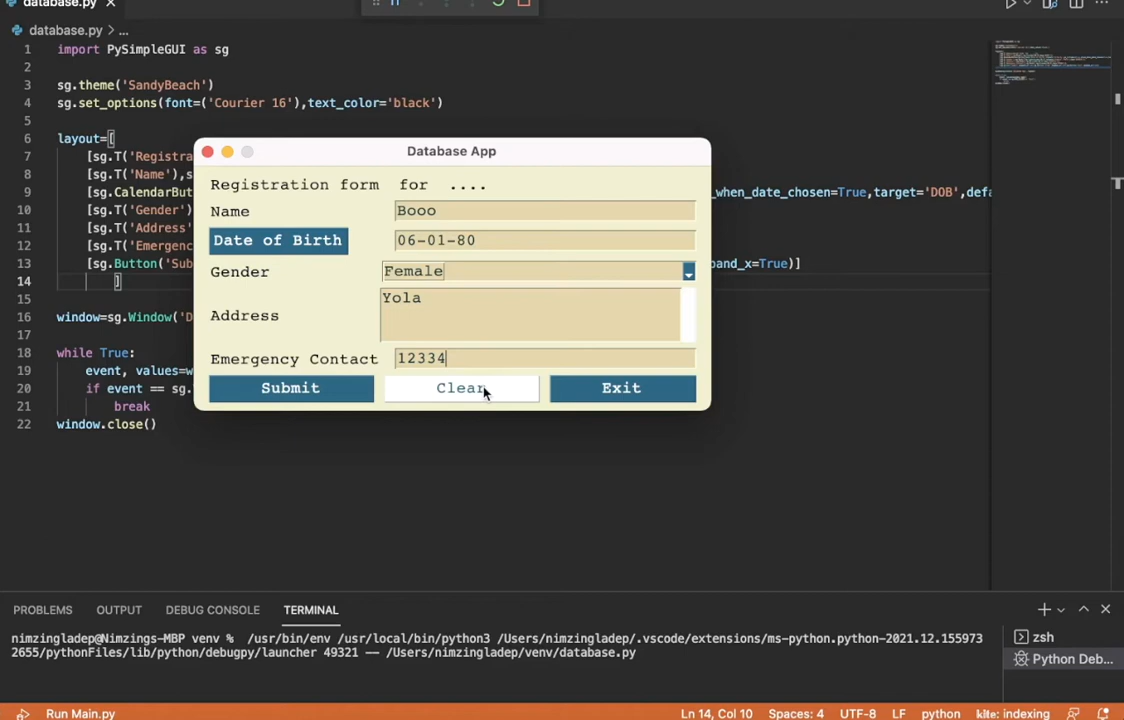 database.py ×
database.py > ...
1 import PySimpleGUI as sg
2
3 sg.theme('SandyBeach')
4 sg.set_options(font=('Courier 16'),text_color='black')
5
6 layout=[
7 [sg.T('Registra
8 [sg.T('Name'),s
9 [sg.CalendarBut _when_date_chosen=True,target='DOB',defa
10 [sg.T('Gender')
11 [sg.T('Address'
12 [sg.T('Emergenc
13 [sg.Button('Sub and_x=True)]
14 ]
15
16 window=sg.Window('D
17
18 while True:
19 event, values=w
20 if event == sg.
21 break
22 window.close()
Database App
Registration form for ....
Name Booo
Date of Birth 06-01-80
Gender Female
Address Yola
Emergency Contact 12334
Submit Clear Exit
PROBLEMS OUTPUT DEBUG CONSOLE TERMINAL
nimzingladep@Nimzings-MBP venv % /usr/bin/env /usr/local/bin/python3 /Users/nimzingladep/.vscode/extensions/ms-python.python-2021.12.155973
2655/pythonFiles/lib/python/debugpy/launcher 49321 -- /Users/nimzingladep/venv/database.py
zsh
Python Deb...
Run Main.py Ln 14, Col 10 Spaces: 4 UTF-8 LF python kite: indexing